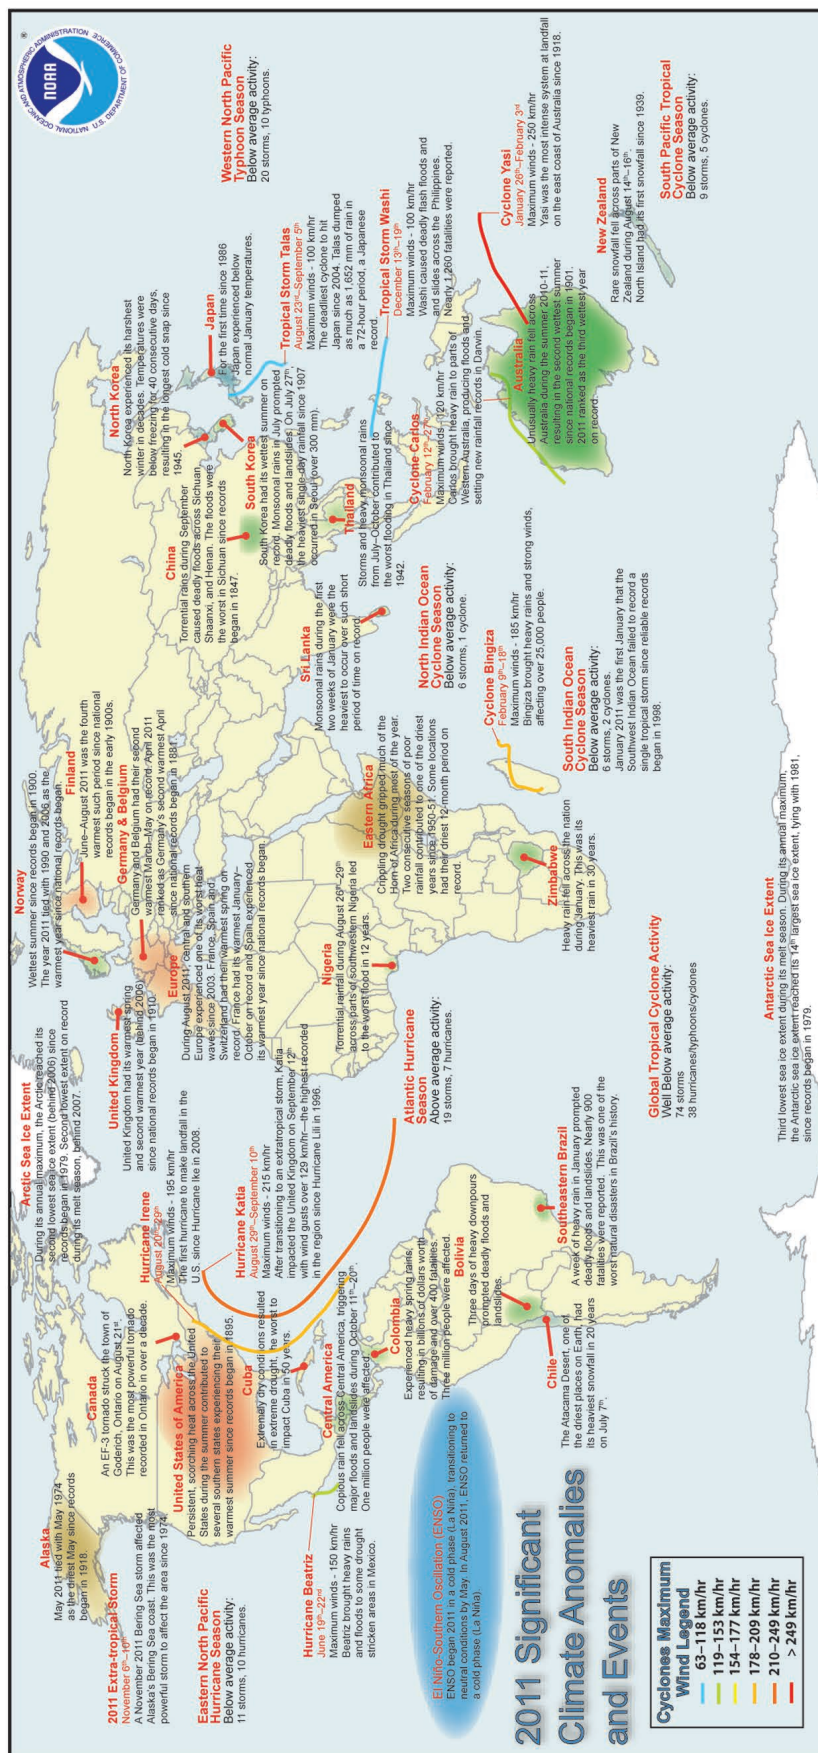 NATIONAL OCEANIC AND ATMOSPHERIC ADMINISTRATION
U.S. DEPARTMENT OF COMMERCE
NOAA
®
Alaska
May 2011 tied with May 1974
as the driest May since records
began in 1918.
2011 Extra-tropical Storm
November 6th–10th
A November 2011 Bering Sea storm affected
Alaska's Bering Sea coast. This was the most
powerful storm to affect the area since 1974.
Eastern North Pacific
Hurricane Season
Below average activity:
11 storms, 10 hurricanes.
Canada
An EF-3 tornado struck the town of
Goderich, Ontario on August 21st.
This was the most powerful tornado
recorded in Ontario in over a decade.
United States of America
Persistent, scorching heat across the United
States during the summer contributed to
several southern states experiencing their
warmest summer since records began in 1895.
Cuba
Extremely dry conditions resulted
in extreme drought, the worst to
impact Cuba in 50 years.
Hurricane Beatriz
June 19th–22nd
Maximum winds - 150 km/hr
Beatriz brought heavy rains
and floods to some drought
stricken areas in Mexico.
Central America
Copious rain fell across Central America, triggering
major floods and landslides during October 11th–20th.
One million people were affected.
Colombia
Experienced heavy spring rains,
resulting in billions of dollars worth
of damage and over 400 fatalities.
Three million people were affected.
El Niño-Southern Oscillation (ENSO)
ENSO began 2011 in a cold phase (La Niña), transitioning to
neutral conditions by May. In August 2011, ENSO returned to
a cold phase (La Niña).
Bolivia
Three days of heavy downpours
prompted deadly floods and
landslides.
Chile
The Atacama Desert, one of
the driest places on Earth, had
its heaviest snowfall in 20 years
on July 7th.
Southeastern Brazil
A week of heavy rain in January prompted
deadly floods and landslides. Nearly 900
fatalities were reported. This was one of the
worst natural disasters in Brazil's history.
Arctic Sea Ice Extent
During its annual maximum, the Arctic reached its
second lowest sea ice extent (behind 2006) since
records began in 1979. Second lowest extent on record
during its melt season, behind 2007.
Hurricane Irene
August 20th–29th
Maximum winds - 195 km/hr
The first hurricane to make landfall in the
U.S. since Hurricane Ike in 2008.
Hurricane Katia
August 29th–September 10th
Maximum winds - 215 km/hr
After transitioning to an extratropical storm, Katia
impacted the United Kingdom on September 12th
with wind gusts over 129 km/hr—the highest recorded
in the region since Hurricane Lili in 1996.
Atlantic Hurricane
Season
Above average activity:
19 storms, 7 hurricanes.
Norway
Wettest summer since records began in 1900.
The year 2011 tied with 1990 and 2006 as the
warmest year since national records began.
Finland
June–August 2011 was the fourth
warmest such period since national
records began in the early 1900s.
United Kingdom
United Kingdom had its warmest spring
and second warmest year (behind 2006)
since national records began in 1910.
Germany & Belgium
Germany and Belgium had their second
warmest March–May on record. April 2011
ranked as Germany's second warmest April
since national records began in 1881.
Europe
During August 2011, central and southern
Europe experienced one of its worst heat
waves since 2003. France, Spain and
Switzerland had their warmest spring on
record. France had its warmest January–
October on record and Spain experienced
its warmest year since national records began.
Nigeria
Torrential rainfall during August 26th–29th
across parts of southwestern Nigeria led
to the worst flood in 12 years.
Eastern Africa
Crippling drought gripped much of the
Horn of Africa during most of the year.
Two consecutive seasons of poor
rainfall contributed to one of the driest
years since 1950-51. Some locations
had their driest 12-month period on
record.
Zimbabwe
Heavy rain fell across the nation
during January. This was its
heaviest rain in 30 years.
Global Tropical Cyclone Activity
Well Below average activity:
74 storms
38 hurricanes/typhoons/cyclones
Antarctic Sea Ice Extent
Third lowest sea ice extent during its melt season. During its annual maximum,
the Antarctic sea ice extent reached its 14th largest sea ice extent, tying with 1981,
since records began in 1979.
China
Torrential rains during September
caused deadly floods across Sichuan,
Shaanxi, and Henan. The floods were
the worst in Sichuan since records
began in 1847.
Sri Lanka
Monsoonal rains during the first
two weeks of January were the
heaviest to occur over such short
period of time on record.
North Indian Ocean
Cyclone Season
Below average activity:
6 storms, 1 cyclone.
Cyclone Bingiza
February 9th–18th
Maximum winds - 185 km/hr
Bingiza brought heavy rains and strong winds,
affecting over 25,000 people.
South Indian Ocean
Cyclone Season
Below average activity:
6 storms, 2 cyclones.
January 2011 was the first January that the
Southwest Indian Ocean failed to record a
single tropical storm since reliable records
began in 1998.
North Korea
North Korea experienced its harshest
winter in decades. Temperatures were
below freezing for 40 consecutive days,
resulting in the longest cold snap since
1945.
South Korea
South Korea had its wettest summer on
record. Monsoonal rains in July prompted
deadly floods and landslides. On July 27th,
the heaviest single-day rainfall since 1907
occurred in Seoul (over 300 mm).
Japan
For the first time since 1986
Japan experienced below
normal January temperatures.
Thailand
Storms and heavy monsoonal rains
from July–October contributed to
the worst flooding in Thailand since
1942.
Tropical Storm Talas
August 23rd–September 5th
Maximum winds - 100 km/hr
The deadliest cyclone to hit
Japan since 2004. Talas dumped
as much as 1,652 mm of rain in
a 72-hour period, a Japanese
record.
Western North Pacific
Typhoon Season
Below average activity:
20 storms, 10 typhoons.
Tropical Storm Washi
December 13th–19th
Maximum winds - 100 km/hr
Washi caused deadly flash floods and
and slides across the Philippines.
Nearly 1,260 fatalities were reported.
Cyclone Carlos
February 12th–27th
Maximum winds - 120 km/hr
Carlos brought heavy rain to parts of
Western Australia, producing floods and
setting new rainfall records in Darwin.
Cyclone Yasi
January 26th–February 3rd
Maximum winds - 250 km/hr
Yasi was the most intense system at landfall
on the east coast of Australia since 1918.
Australia
Unusually heavy rain fell across
Australia during the summer 2010-11,
resulting in the second wettest summer
since national records began in 1901.
2011 ranked as the third wettest year
on record.
New Zealand
Rare snowfall fell across parts of New
Zealand during August 14th–16th.
North Island had its first snowfall since 1939.
South Pacific Tropical
Cyclone Season
Below average activity:
9 storms, 5 cyclones.
2011 Significant
Climate Anomalies
and Events
Cyclones Maximum
Wind Legend
63–118 km/hr
119–153 km/hr
154–177 km/hr
178–209 km/hr
210–249 km/hr
> 249 km/hr